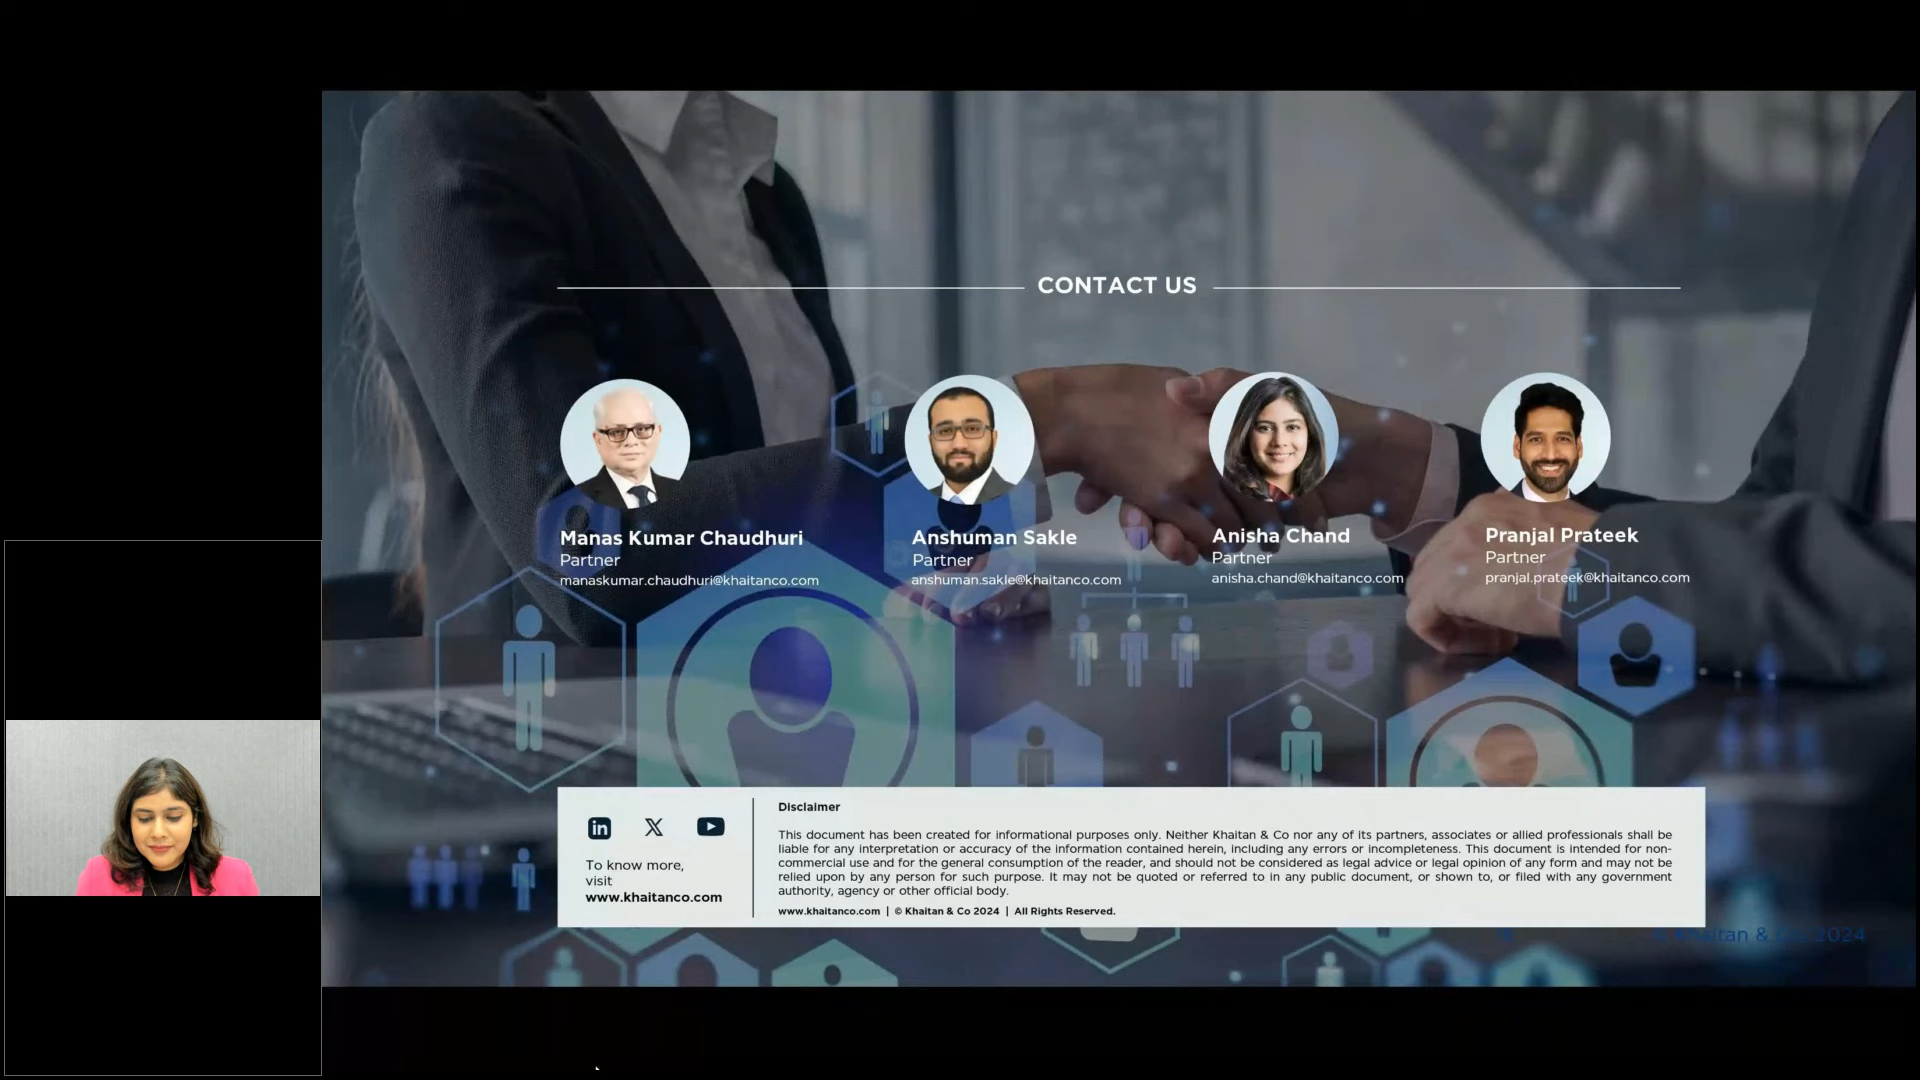 CONTACT US
Manas Kumar Chaudhuri
Partner
manaskumar.chaudhuri@khaitanco.com
Anshuman Sakle
Partner
anshuman.sakle@khaitanco.com
Anisha Chand
Partner
anisha.chand@khaitanco.com
Pranjal Prateek
Partner
pranjal.prateek@khaitanco.com
in
X
To know more,
visit
www.khaitanco.com
Disclaimer
This document has been created for informational purposes only. Neither Khaitan & Co nor any of its partners, associates or allied professionals shall be
liable for any interpretation or accuracy of the information contained herein, including any errors or incompleteness. This document is intended for non-
commercial use and for the general consumption of the reader, and should not be considered as legal advice or legal opinion of any form and may not be
relied upon by any person for such purpose. It may not be quoted or referred to in any public document, or shown to, or filed with any government
authority, agency or other official body.
www.khaitanco.com | © Khaitan & Co 2024 | All Rights Reserved.
© Khaitan & Co 2024